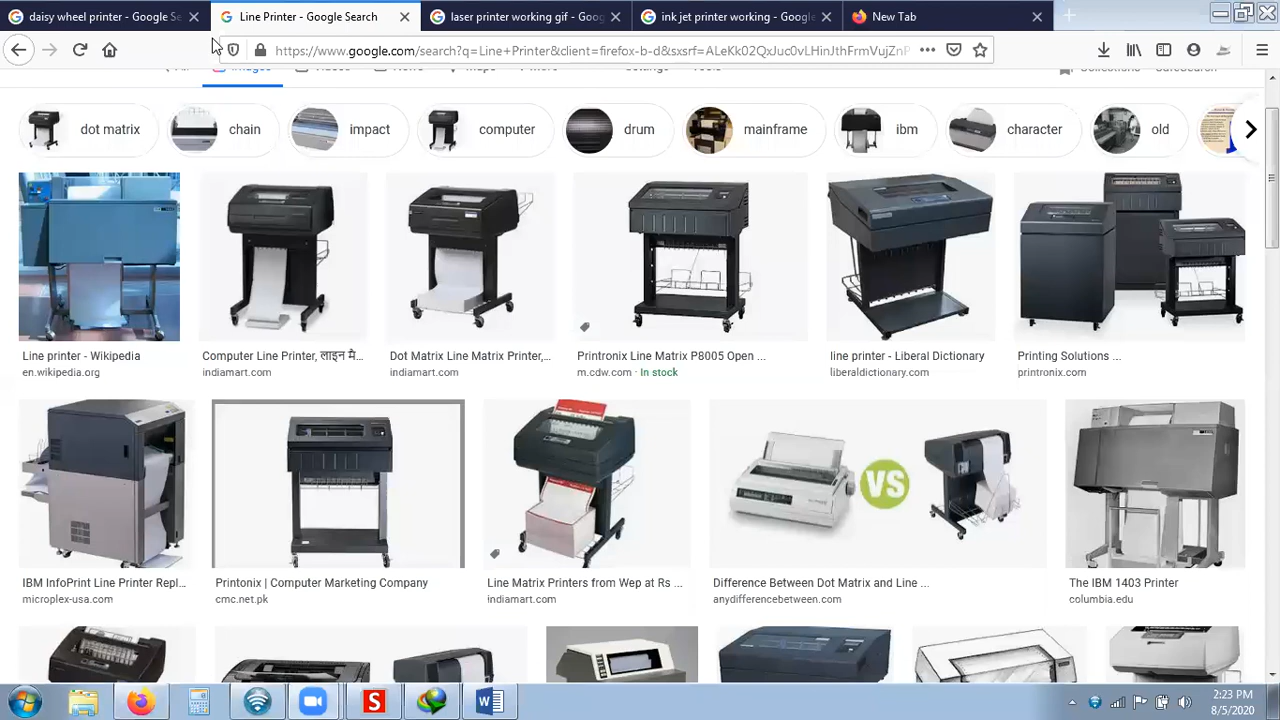 daisy wheel printer - Google Se
Line Printer - Google Search
laser printer working gif - Goog
ink jet printer working - Google
New Tab
https://www.google.com/search?q=Line+Printer&client=firefox-b-d&sxsrf=ALeKk02QxJuc0vLHinJthFrmVujZnP
dot matrix
chain
impact
computer
drum
mainframe
ibm
character
old
Line printer - Wikipedia
en.wikipedia.org
Computer Line Printer, लाइन मै...
indiamart.com
Dot Matrix Line Matrix Printer,...
indiamart.com
Printronix Line Matrix P8005 Open ...
m.cdw.com · In stock
line printer - Liberal Dictionary
liberaldictionary.com
Printing Solutions ...
printronix.com
VS
IBM InfoPrint Line Printer Repl...
microplex-usa.com
Printonix | Computer Marketing Company
cmc.net.pk
Line Matrix Printers from Wep at Rs ...
indiamart.com
Difference Between Dot Matrix and Line ...
anydifferencebetween.com
The IBM 1403 Printer
columbia.edu
2:23 PM
8/5/2020